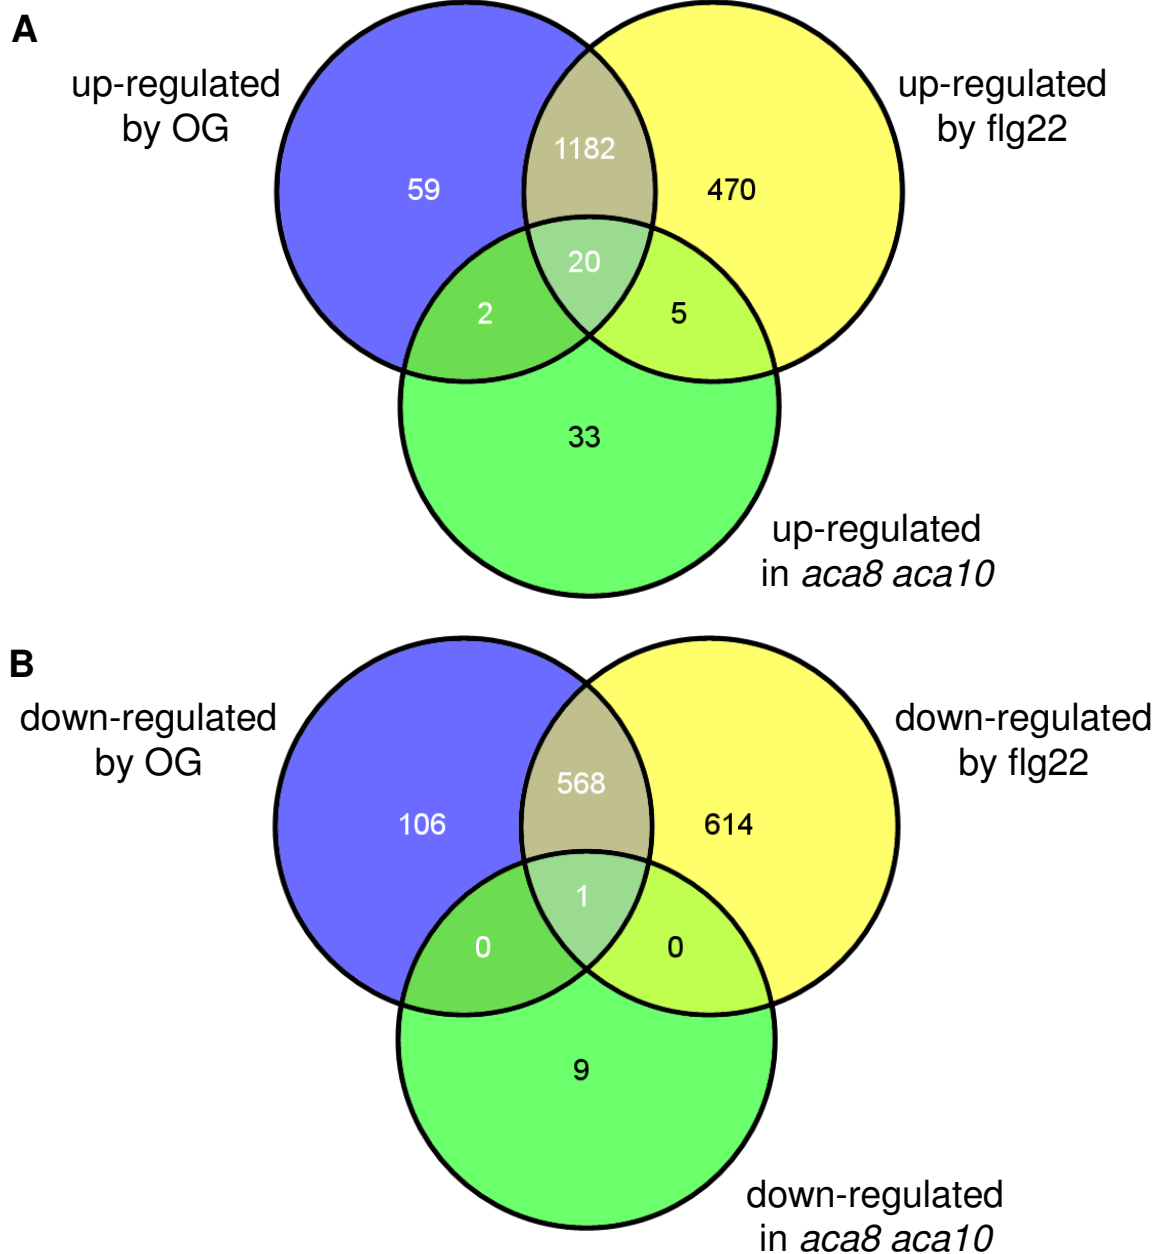 A
up-regulated
by OG
up-regulated
by flg22
1182
59
470
20
2
5
33
up-regulated
in aca8 aca10
B
down-regulated
by OG
down-regulated
by flg22
568
106
614
1
0
0
9
down-regulated
in aca8 aca10